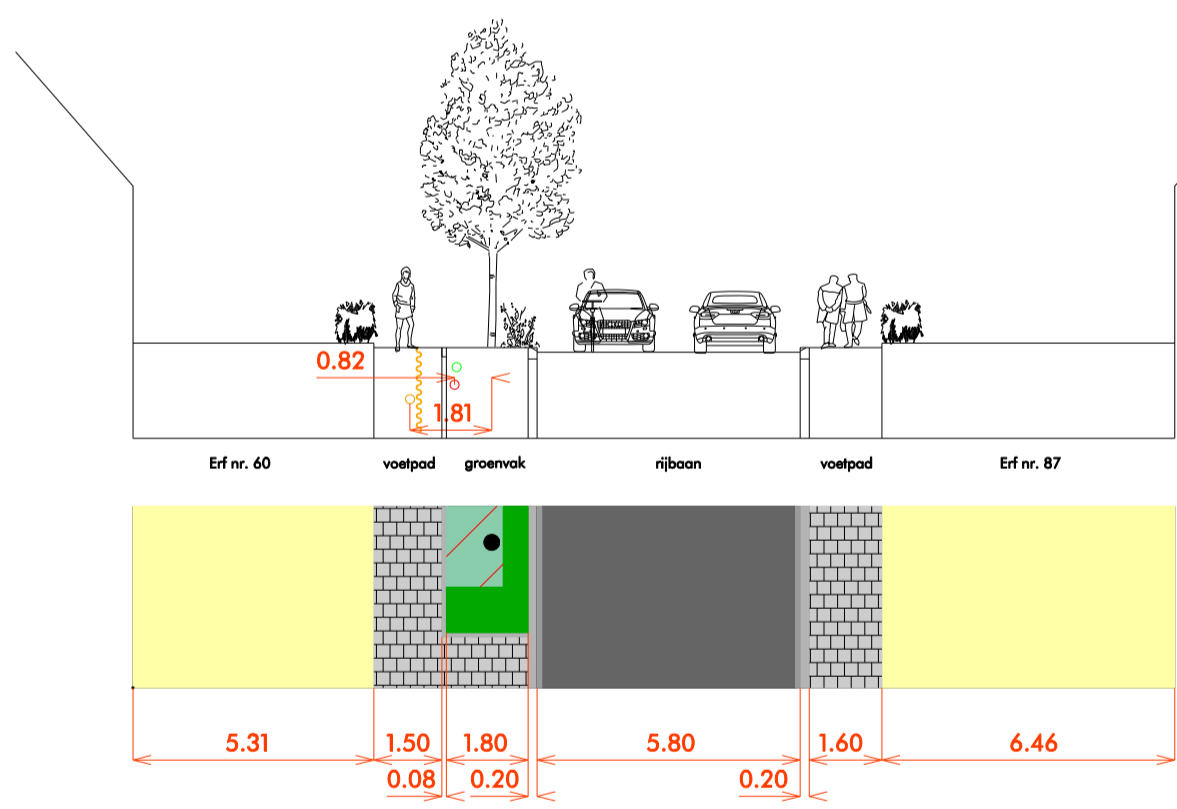 0.82
1.81
Erf nr. 60 voetpad groenvak rijbaan voetpad Erf nr. 87
5.31 1.50 1.80 5.80 1.60 6.46
0.08 0.20 0.20